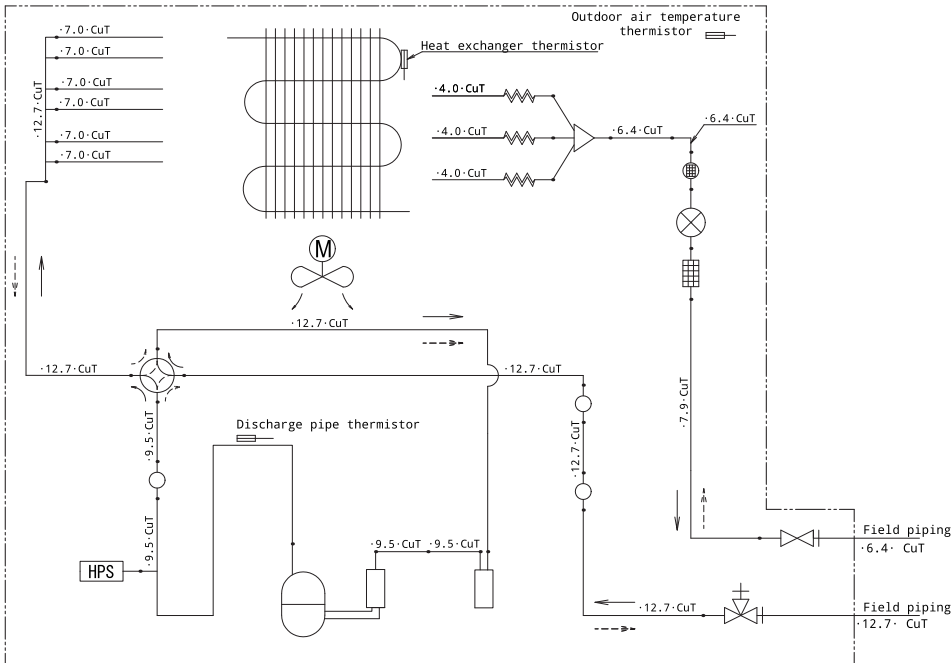 Outdoor air temperature
thermistor
·7.0·CuT
·7.0·CuT
·7.0·CuT
·7.0·CuT
·7.0·CuT
·7.0·CuT
·12.7·CuT
Heat exchanger thermistor
·4.0·CuT
·4.0·CuT
·4.0·CuT
·6.4·CuT
·6.4·CuT
M
·12.7·CuT
·12.7·CuT
·12.7·CuT
·9.5·CuT
·12.7·CuT
·7.9·CuT
Discharge pipe thermistor
·9.5·CuT
·9.5·CuT
·9.5·CuT
HPS
Field piping
·6.4· CuT
·12.7·CuT
Field piping
·12.7· CuT